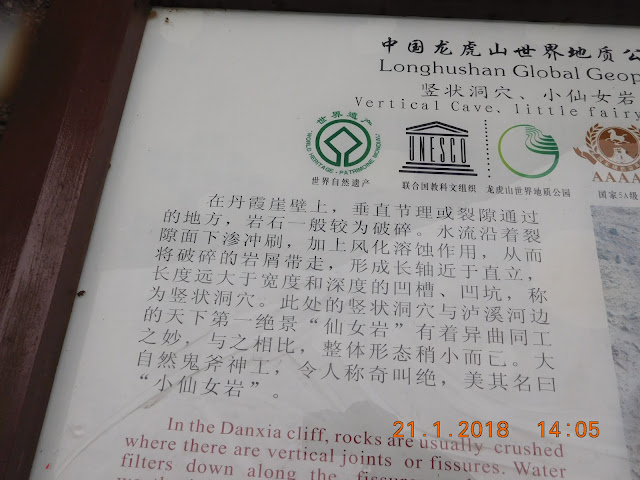 中国龙虎山世界地质公
Longhushan Global Geop
竖状洞穴、小仙女岩
Vertical Cave、little fairy
世界遗产
WORLD HERITAGE · PATRIMOINE MONDIAL
UNESCO
AAAA
世界自然遗产
联合国教科文组织
龙虎山世界地质公园
国家5A级
在丹霞崖壁上，垂直节理或裂隙通过
的地方，岩石一般较为破碎。水流沿着裂
隙面下渗冲刷，加上风化溶蚀作用，从而
将破碎的岩屑带走，形成长轴近于直立，
长度远大于宽度和深度的凹槽、凹坑，称
为竖状洞穴。此处的竖状洞穴与泸溪河边
的天下第一绝景“仙女岩”有着异曲同工
之妙，与之相比，整体形态稍小而已。大
自然鬼斧神工，令人称奇叫绝，美其名曰
“小仙女岩”。
In the Danxia cliff, rocks are usually crushed
where there are vertical joints or fissures. Water
filters down along the fissure
21.1.2018 14:05